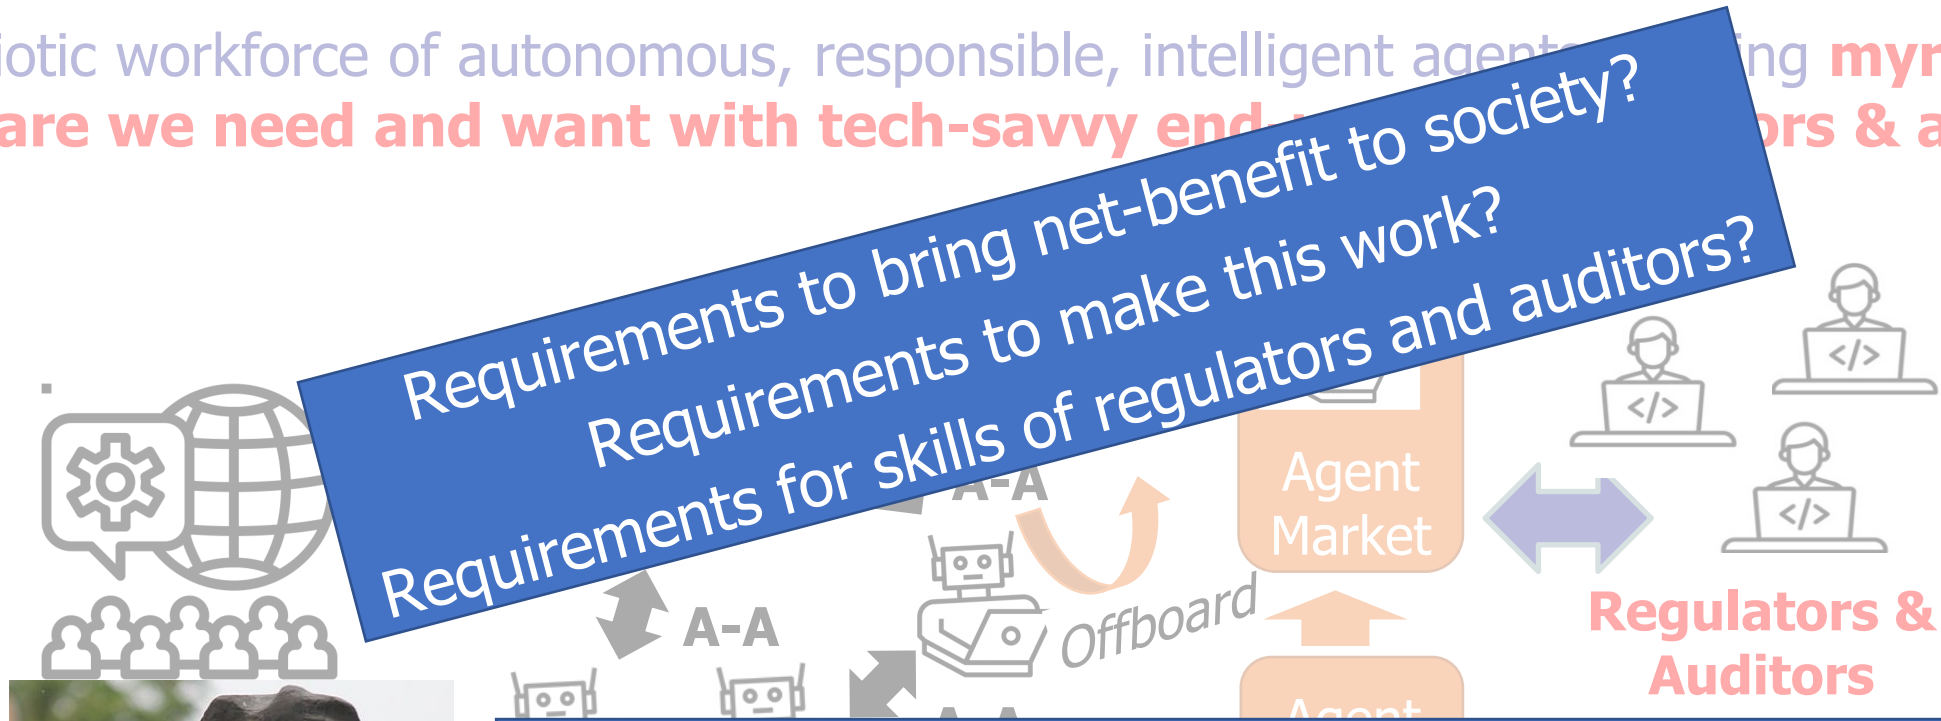 iotic workforce of autonomous, responsible, intelligent agents ing myr
are we need and want with tech-savvy end- ors & a
Requirements to bring net-benefit to society?
Requirements to make this work?
Requirements for skills of regulators and auditors?
A-A
Agent
Market
</>
</>
</>
Offboard
A-A
Regulators &
Auditors
A-A
Agent